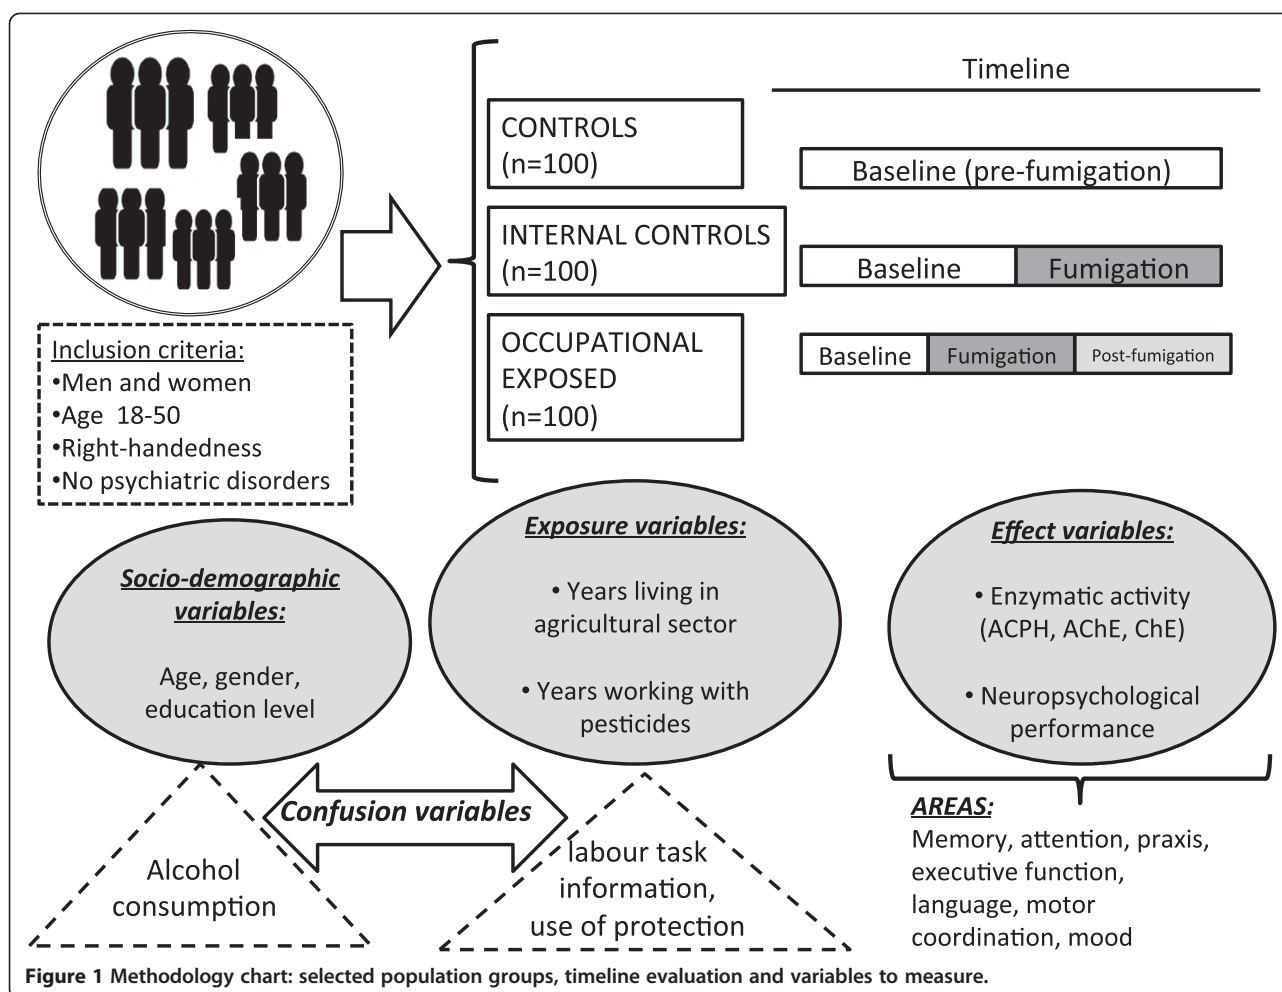 Timeline
CONTROLS
(n=100)
Baseline (pre-fumigation)
INTERNAL CONTROLS
(n=100)
Baseline
Fumigation
OCCUPATIONAL
EXPOSED
(n=100)
Baseline
Fumigation
Post-fumigation
Inclusion criteria:
•Men and women
•Age 18-50
•Right-handedness
•No psychiatric disorders
Socio-demographic
variables:
Age, gender,
education level
Exposure variables:
• Years living in
agricultural sector
• Years working with
pesticides
Effect variables:
• Enzymatic activity
(ACPH, AChE, ChE)
• Neuropsychological
performance
Confusion variables
Alcohol
consumption
labour task
information,
use of protection
AREAS:
Memory, attention, praxis,
executive function,
language, motor
coordination, mood
Figure 1 Methodology chart: selected population groups, timeline evaluation and variables to measure.